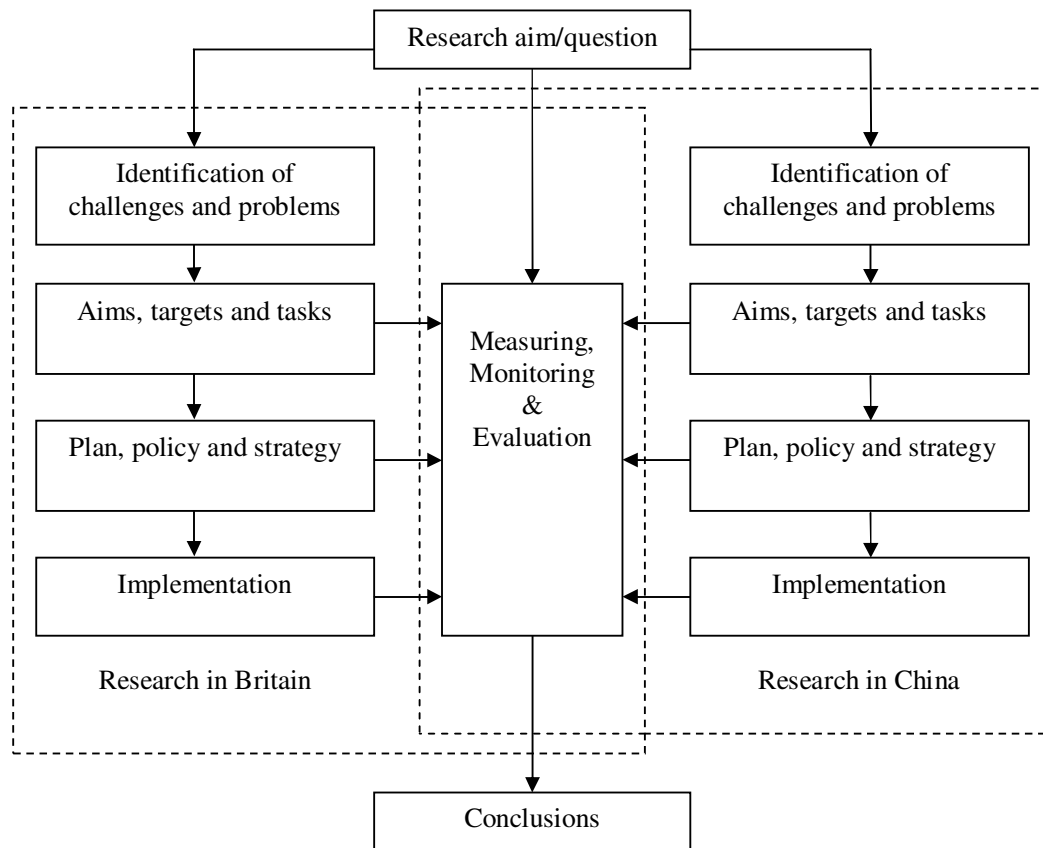 Research aim/question
Identification of
challenges and problems
Aims, targets and tasks
Plan, policy and strategy
Implementation
Research in Britain
Measuring,
Monitoring
&
Evaluation
Identification of
challenges and problems
Aims, targets and tasks
Plan, policy and strategy
Implementation
Research in China
Conclusions